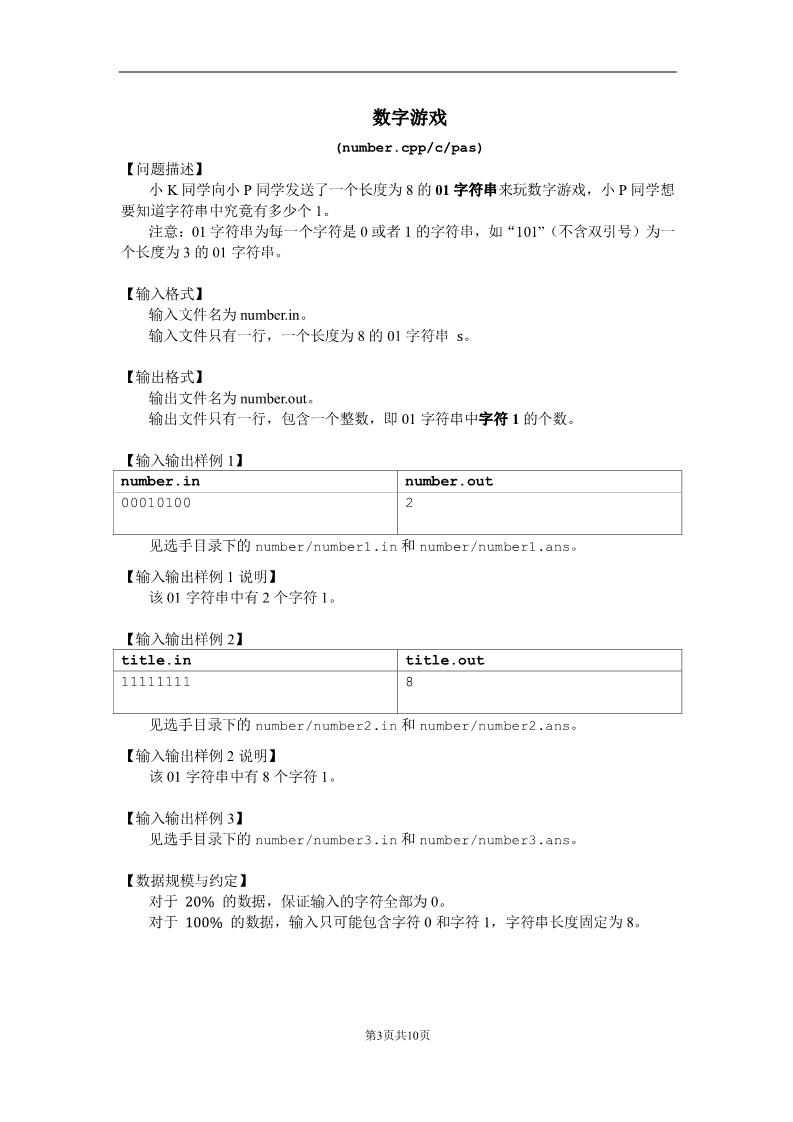 数字游戏
(number.cpp/c/pas)
【问题描述】
小 K 同学向小 P 同学发送了一个长度为 8 的 01 字符串来玩数字游戏，小 P 同学想
要知道字符串中究竟有多少个 1。
注意：01 字符串为每一个字符是 0 或者 1 的字符串，如“101”（不含双引号）为一
个长度为 3 的 01 字符串。
【输入格式】
输入文件名为 number.in。
输入文件只有一行，一个长度为 8 的 01 字符串 s。
【输出格式】
输出文件名为 number.out。
输出文件只有一行，包含一个整数，即 01 字符串中字符 1 的个数。
【输入输出样例 1】
number.in number.out
00010100 2
见选手目录下的 number/number1.in 和 number/number1.ans。
【输入输出样例 1 说明】
该 01 字符串中有 2 个字符 1。
【输入输出样例 2】
title.in title.out
11111111 8
见选手目录下的 number/number2.in 和 number/number2.ans。
【输入输出样例 2 说明】
该 01 字符串中有 8 个字符 1。
【输入输出样例 3】
见选手目录下的 number/number3.in 和 number/number3.ans。
【数据规模与约定】
对于 20% 的数据，保证输入的字符全部为 0。
对于 100% 的数据，输入只可能包含字符 0 和字符 1，字符串长度固定为 8。
第3页共10页